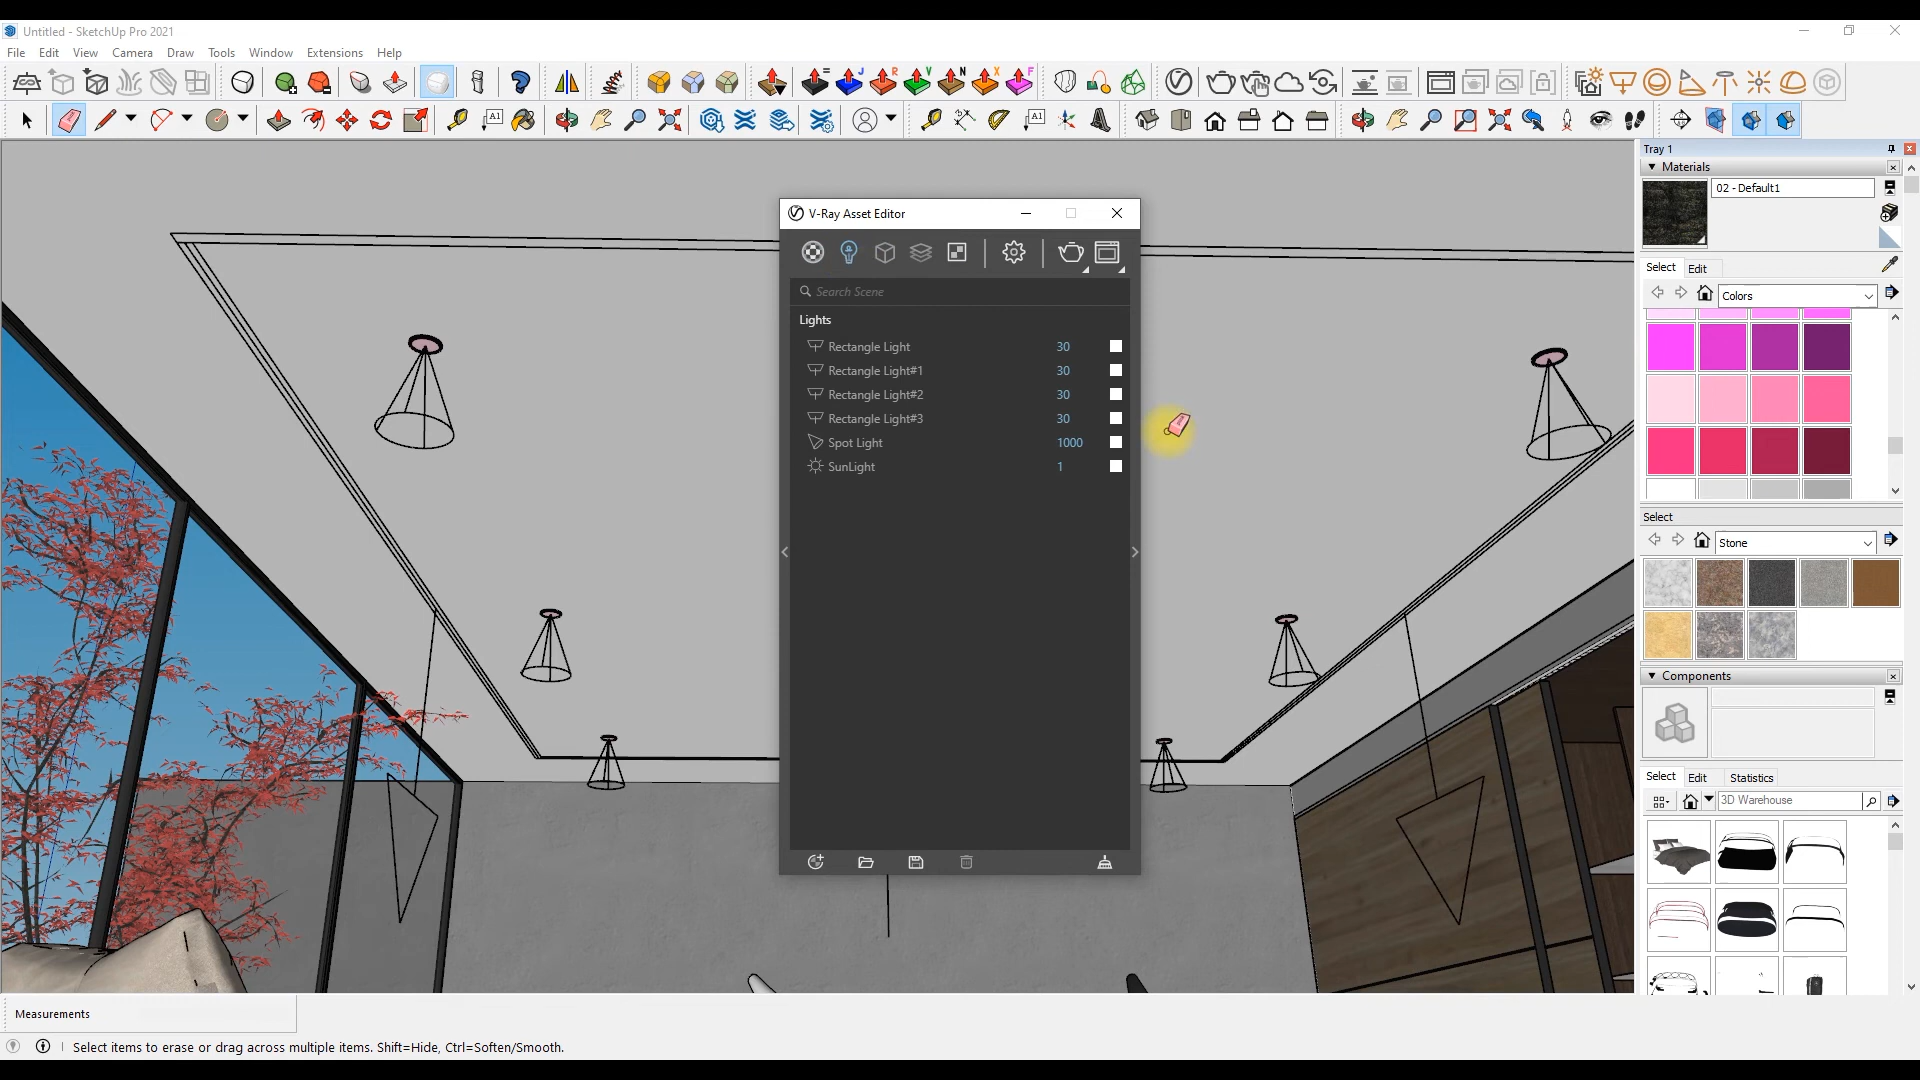 Untitled - SketchUp Pro 2021
File Edit View Camera Draw Tools Window Extensions Help
= J R V N X F
A1 A1
Tray 1
Materials
02 - Default1
Select Edit
Colors
Select
Stone
Components
Select Edit Statistics
3D Warehouse
V-Ray Asset Editor
Search Scene
Lights
Rectangle Light 30
Rectangle Light#1 30
Rectangle Light#2 30
Rectangle Light#3 30
Spot Light 1000
SunLight 1
Measurements
Select items to erase or drag across multiple items. Shift=Hide, Ctrl=Soften/Smooth.